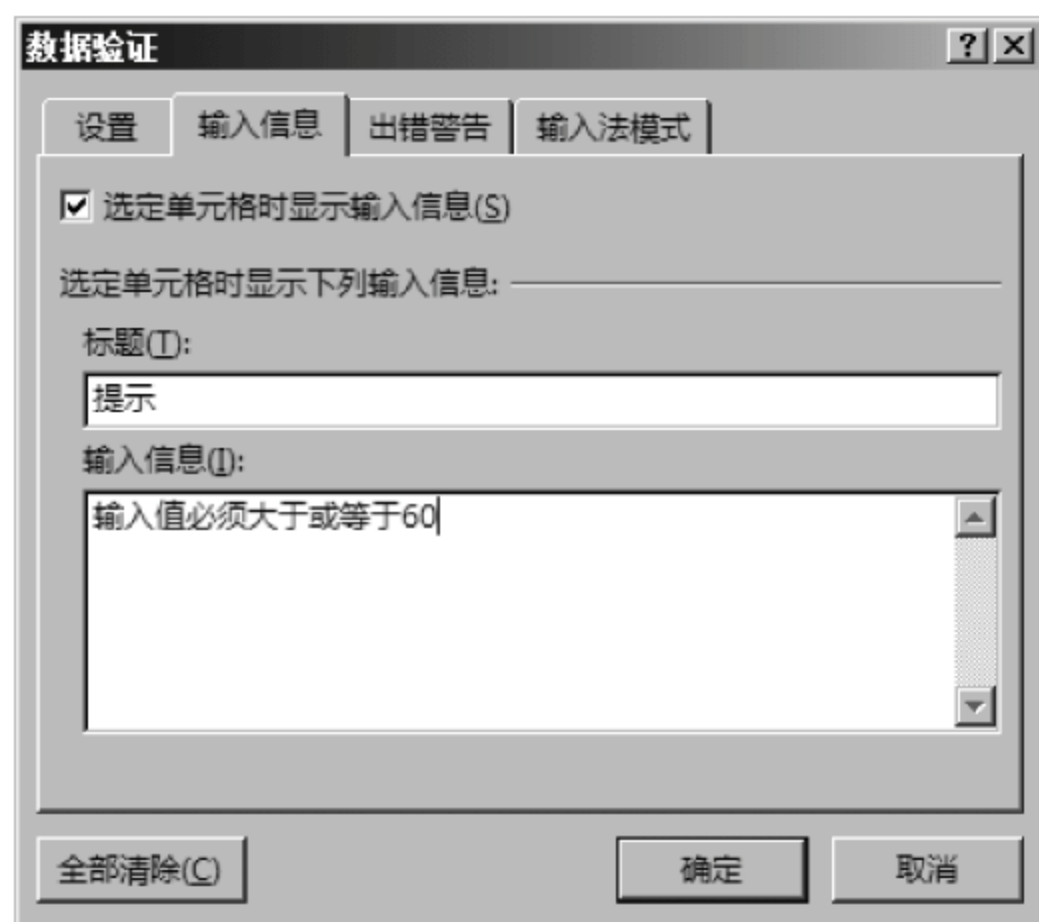 数据验证
设置 输入信息 出错警告 输入法模式
选定单元格时显示输入信息(S)
选定单元格时显示下列输入信息:
标题(T):
提示
输入信息(I):
输入值必须大于或等于60
全部清除(C) 确定 取消